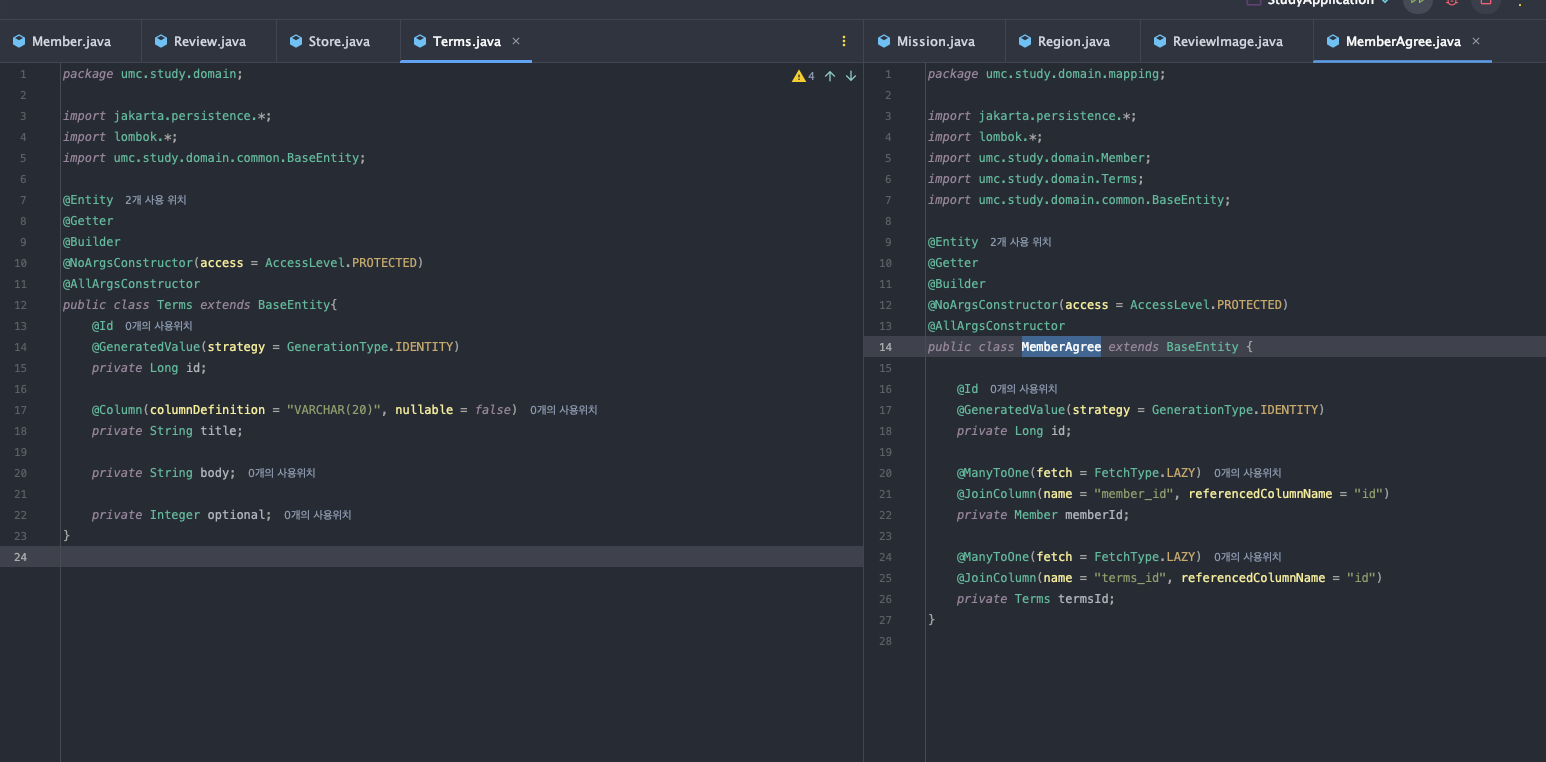 StudyApplication
Member.java Review.java Store.java Terms.java ×
4
1 package umc.study.domain;
2
3 import jakarta.persistence.*;
4 import lombok.*;
5 import umc.study.domain.common.BaseEntity;
6
7 @Entity 2개 사용 위치
8 @Getter
9 @Builder
10 @NoArgsConstructor(access = AccessLevel.PROTECTED)
11 @AllArgsConstructor
12 public class Terms extends BaseEntity{
13 @Id 0개의 사용위치
14 @GeneratedValue(strategy = GenerationType.IDENTITY)
15 private Long id;
16
17 @Column(columnDefinition = "VARCHAR(20)", nullable = false) 0개의 사용위치
18 private String title;
19
20 private String body; 0개의 사용위치
21
22 private Integer optional; 0개의 사용위치
23 }
24
Mission.java Region.java ReviewImage.java MemberAgree.java ×
1 package umc.study.domain.mapping;
2
3 import jakarta.persistence.*;
4 import lombok.*;
5 import umc.study.domain.Member;
6 import umc.study.domain.Terms;
7 import umc.study.domain.common.BaseEntity;
8
9 @Entity 2개 사용 위치
10 @Getter
11 @Builder
12 @NoArgsConstructor(access = AccessLevel.PROTECTED)
13 @AllArgsConstructor
14 public class MemberAgree extends BaseEntity {
15
16 @Id 0개의 사용위치
17 @GeneratedValue(strategy = GenerationType.IDENTITY)
18 private Long id;
19
20 @ManyToOne(fetch = FetchType.LAZY) 0개의 사용위치
21 @JoinColumn(name = "member_id", referencedColumnName = "id")
22 private Member memberId;
23
24 @ManyToOne(fetch = FetchType.LAZY) 0개의 사용위치
25 @JoinColumn(name = "terms_id", referencedColumnName = "id")
26 private Terms termsId;
27 }
28